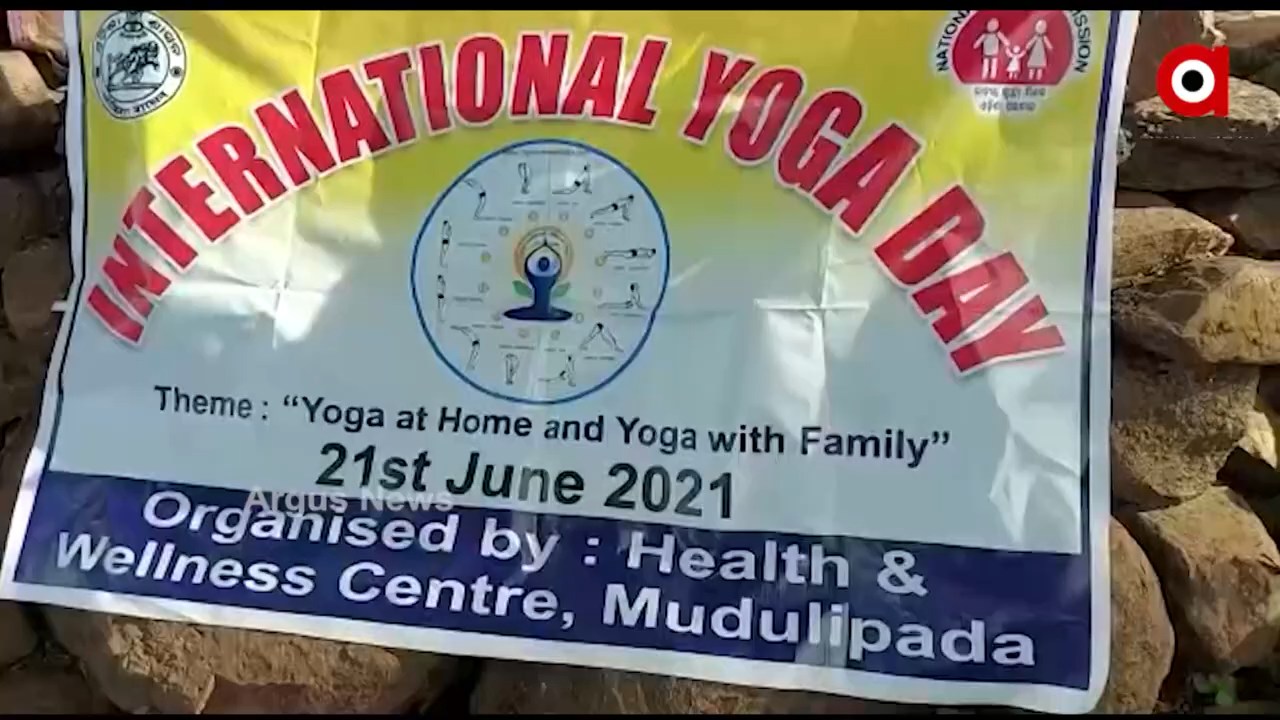 INTERNATIONAL YOGA DAY
Theme : “Yoga at Home and Yoga with Family”
21st June 2021
Argus News
Organised by : Health &
Wellness Centre, Mudulipada